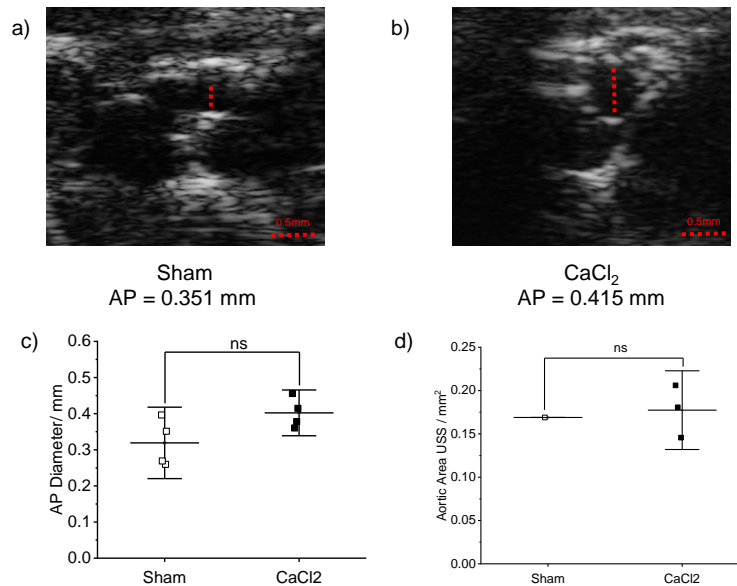 a)
b)
0.5mm
0.5mm
Sham
AP = 0.351 mm
CaCl₂
AP = 0.415 mm
c)
ns
AP Diameter/ mm
0.6
0.5
0.4
0.3
0.2
0.1
0.0
Sham
CaCl2
d)
ns
Aortic Area USS / mm²
0.25
0.20
0.15
0.10
0.05
0.00
Sham
CaCl2